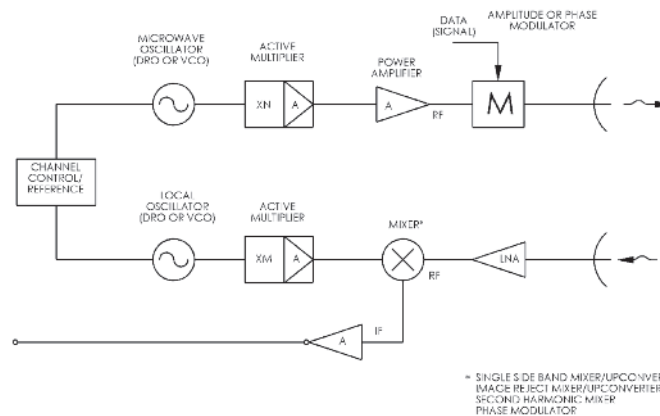 DATA
(SIGNAL)
AMPLITUDE OR PHASE
MODULATOR
MICROWAVE
OSCILLATOR
(DRO OR VCO)
ACTIVE
MULTIPLIER
POWER
AMPLIFIER
XN
A
A
RF
M
CHANNEL
CONTROL/
REFERENCE
LOCAL
OSCILLATOR
(DRO OR VCO)
ACTIVE
MULTIPLIER
MIXER*
XM
A
RF
LNA
A
IF
* SINGLE SIDE BAND MIXER/UPCONVER
IMAGE REJECT MIXER/UPCONVERTER
SECOND HARMONIC MIXER
PHASE MODULATOR